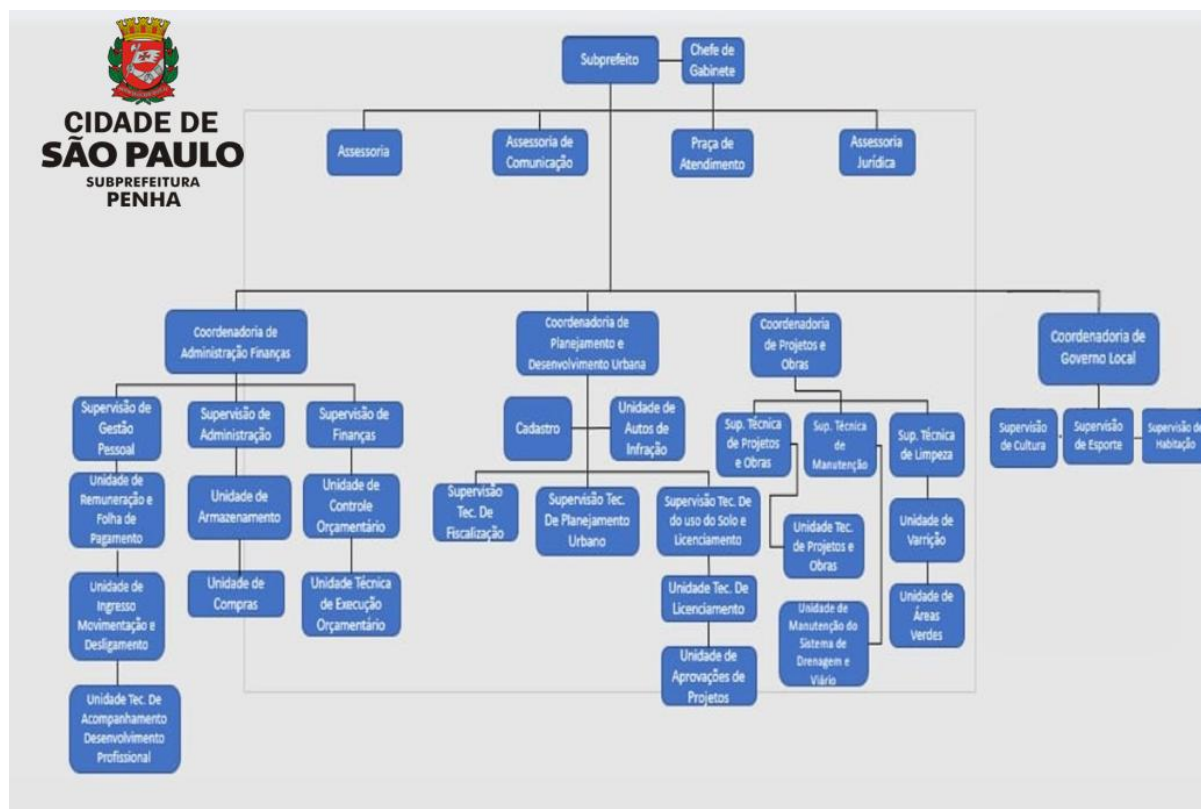 CIDADE DE
SÃO PAULO
SUBPREFEITURA
PENHA
Subprefeito
Chefe de
Gabinete
Assessoria
Assessoria de
Comunicação
Praça de
Atendimento
Assessoria
Jurídica
Coordenadoria de
Administração Finanças
Coordenadoria de
Planejamento e
Desenvolvimento Urbana
Coordenadoria
de Projetos e
Obras
Coordenadoria de
Governo Local
Supervisão de
Gestão
Pessoal
Supervisão de
Administração
Supervisão de
Finanças
Cadastro
Unidade de
Autos de
Infração
Sup. Técnica
de Projetos
e Obras
Sup. Técnica
de
Manutenção
Sup. Técnica
de Limpeza
Supervisão
de Cultura
Supervisão
de Esporte
Supervisão de
Habitação
Unidade de
Remuneração e
Folha de
Pagamento
Unidade de
Armazenamento
Unidade de
Controle
Orçamentário
Supervisão
Tec. De
Fiscalização
Supervisão Tec.
De Planejamento
Urbano
Supervisão Tec. De
do uso do Solo e
Licenciamento
Unidade Tec.
de Projetos e
Obras
Unidade de
Varrição
Unidade de
Ingresso
Movimentação e
Desligamento
Unidade de
Compras
Unidade Técnica
de Execução
Orçamentário
Unidade Tec. De
Licenciamento
Unidade de
Manutenção do
Sistema de
Drenagem e
Viário
Unidade de
Áreas
Verdes
Unidade Tec. De
Acompanhamento
Desenvolvimento
Profissional
Unidade de
Aprovações de
Projetos